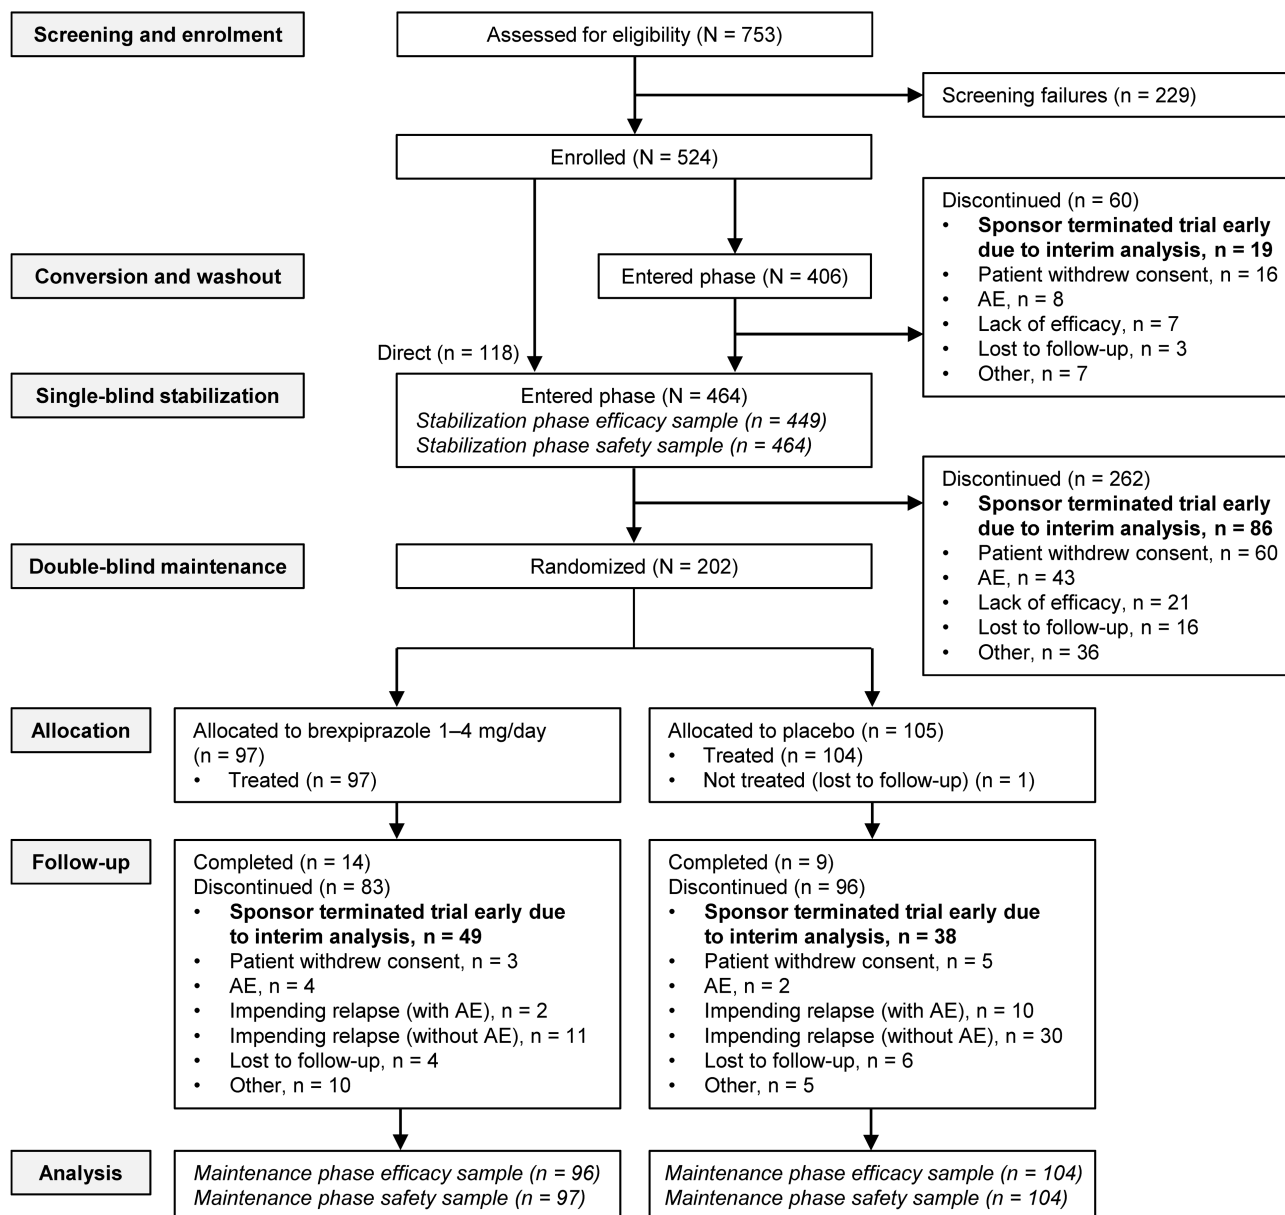 Screening and enrolment
Assessed for eligibility (N = 753)
Screening failures (n = 229)
Enrolled (N = 524)
Discontinued (n = 60)
• Sponsor terminated trial early
due to interim analysis, n = 19
• Patient withdrew consent, n = 16
• AE, n = 8
• Lack of efficacy, n = 7
• Lost to follow-up, n = 3
• Other, n = 7
Conversion and washout
Entered phase (N = 406)
Direct (n = 118)
Single-blind stabilization
Entered phase (N = 464)
Stabilization phase efficacy sample (n = 449)
Stabilization phase safety sample (n = 464)
Discontinued (n = 262)
• Sponsor terminated trial early
due to interim analysis, n = 86
• Patient withdrew consent, n = 60
• AE, n = 43
• Lack of efficacy, n = 21
• Lost to follow-up, n = 16
• Other, n = 36
Double-blind maintenance
Randomized (N = 202)
Allocation
Allocated to brexpiprazole 1–4 mg/day
(n = 97)
• Treated (n = 97)
Allocated to placebo (n = 105)
• Treated (n = 104)
• Not treated (lost to follow-up) (n = 1)
Follow-up
Completed (n = 14)
Discontinued (n = 83)
• Sponsor terminated trial early due
to interim analysis, n = 49
• Patient withdrew consent, n = 3
• AE, n = 4
• Impending relapse (with AE), n = 2
• Impending relapse (without AE), n = 11
• Lost to follow-up, n = 4
• Other, n = 10
Completed (n = 9)
Discontinued (n = 96)
• Sponsor terminated trial early due
to interim analysis, n = 38
• Patient withdrew consent, n = 5
• AE, n = 2
• Impending relapse (with AE), n = 10
• Impending relapse (without AE), n = 30
• Lost to follow-up, n = 6
• Other, n = 5
Analysis
Maintenance phase efficacy sample (n = 96)
Maintenance phase safety sample (n = 97)
Maintenance phase efficacy sample (n = 104)
Maintenance phase safety sample (n = 104)